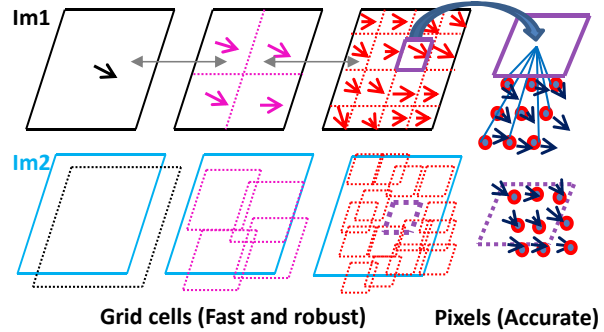 Im1
Im2
Grid cells (Fast and robust)
Pixels (Accurate)